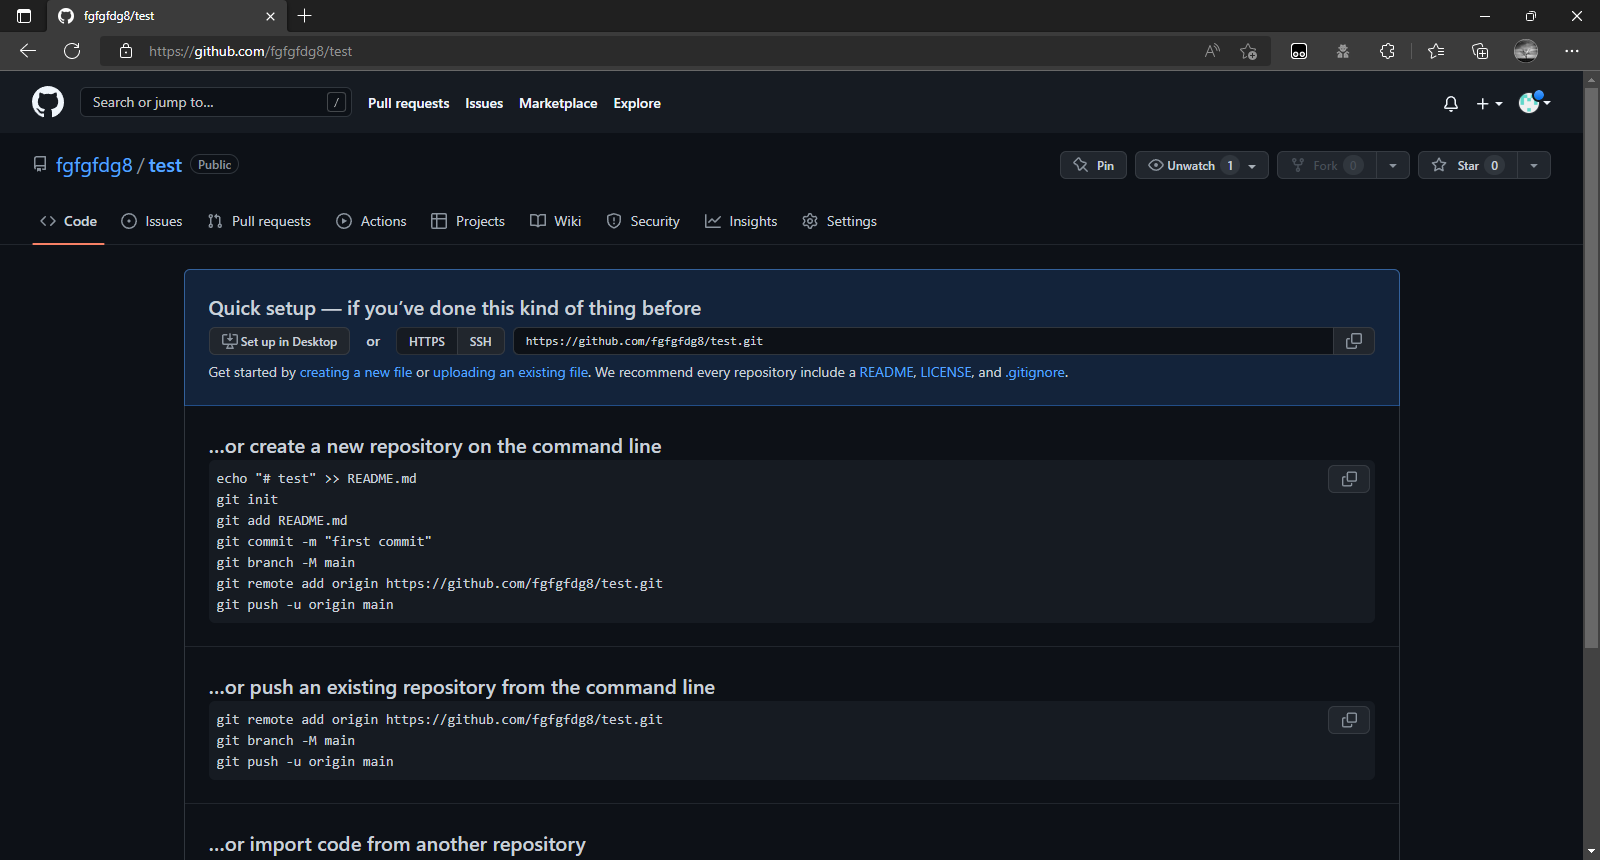 fgfgfdg8/test
https://github.com/fgfgfdg8/test
Search or jump to...
/
Pull requests
Issues
Marketplace
Explore
fgfgfdg8 / test
Public
Pin
Unwatch 1
Fork 0
Star 0
Code
Issues
Pull requests
Actions
Projects
Wiki
Security
Insights
Settings
Quick setup — if you’ve done this kind of thing before
Set up in Desktop
or
HTTPS
SSH
https://github.com/fgfgfdg8/test.git
Get started by creating a new file or uploading an existing file. We recommend every repository include a README, LICENSE, and .gitignore.
…or create a new repository on the command line
echo "# test" >> README.md
git init
git add README.md
git commit -m "first commit"
git branch -M main
git remote add origin https://github.com/fgfgfdg8/test.git
git push -u origin main
…or push an existing repository from the command line
git remote add origin https://github.com/fgfgfdg8/test.git
git branch -M main
git push -u origin main
…or import code from another repository